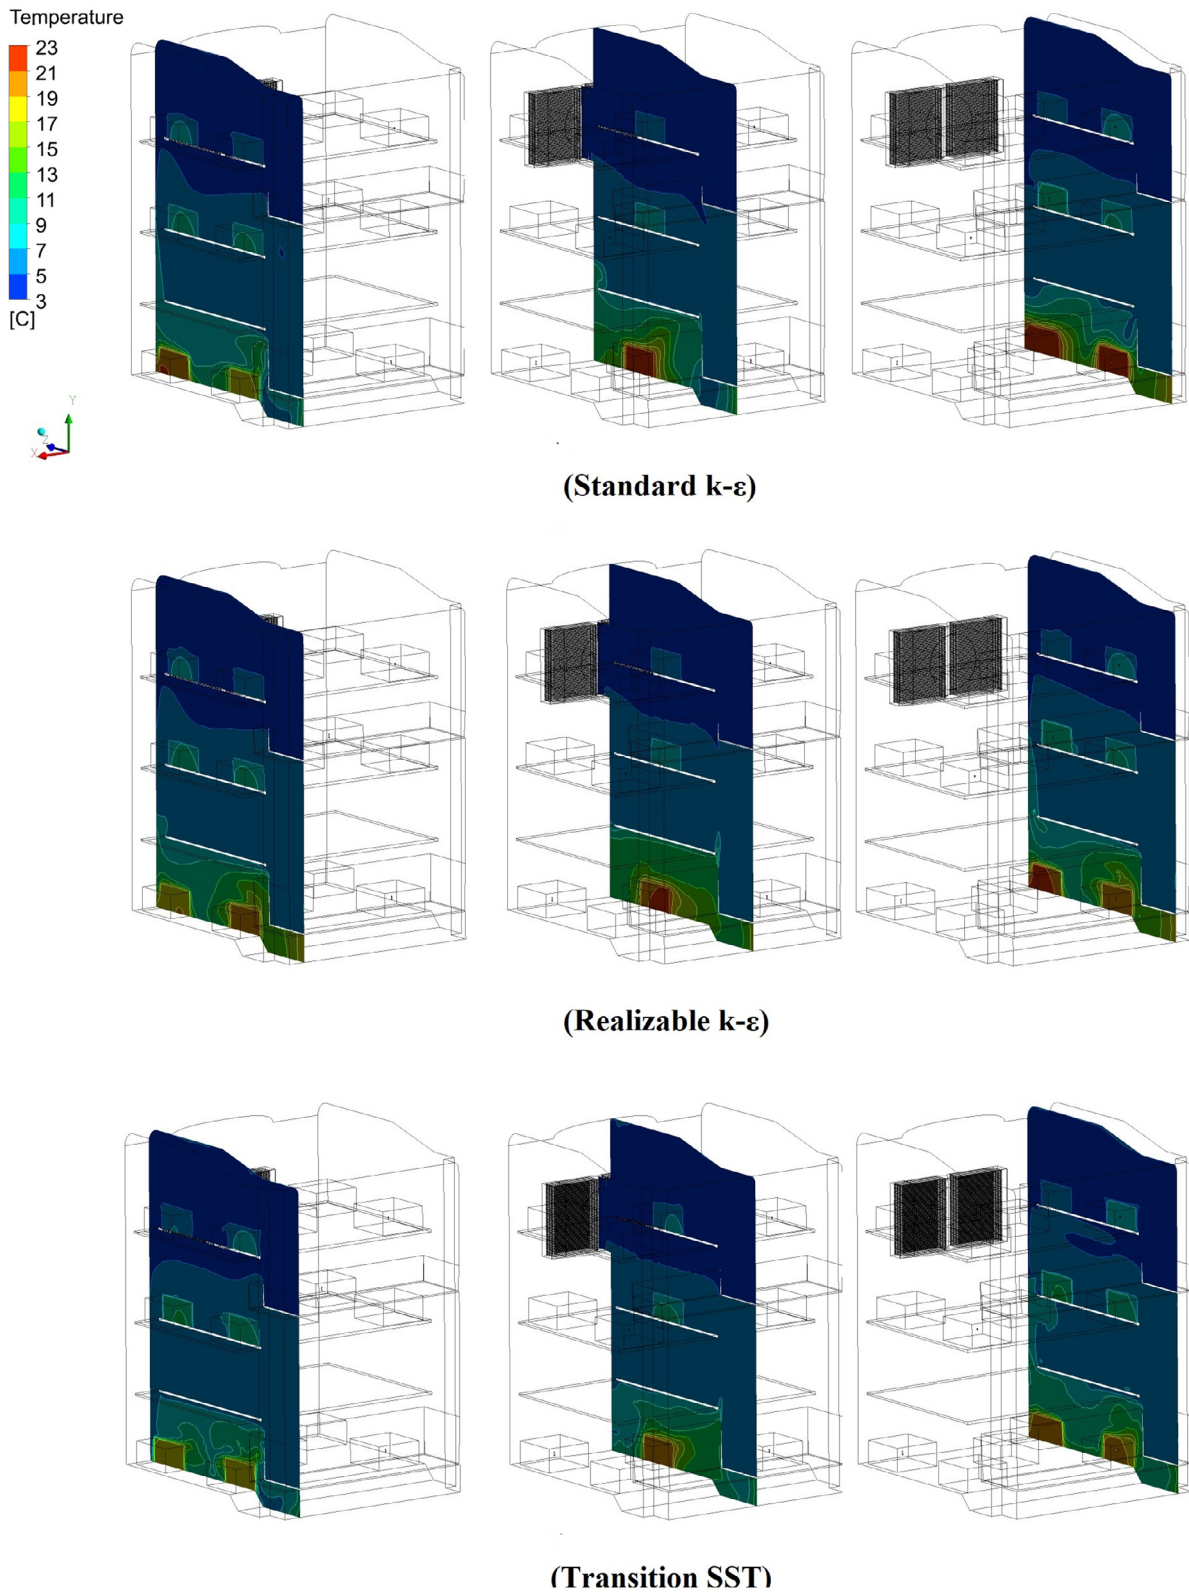 Temperature
23
21
19
17
15
13
11
9
7
5
3
[C]
Y
Z
X
(Standard k-ε)
(Realizable k-ε)
(Transition SST)